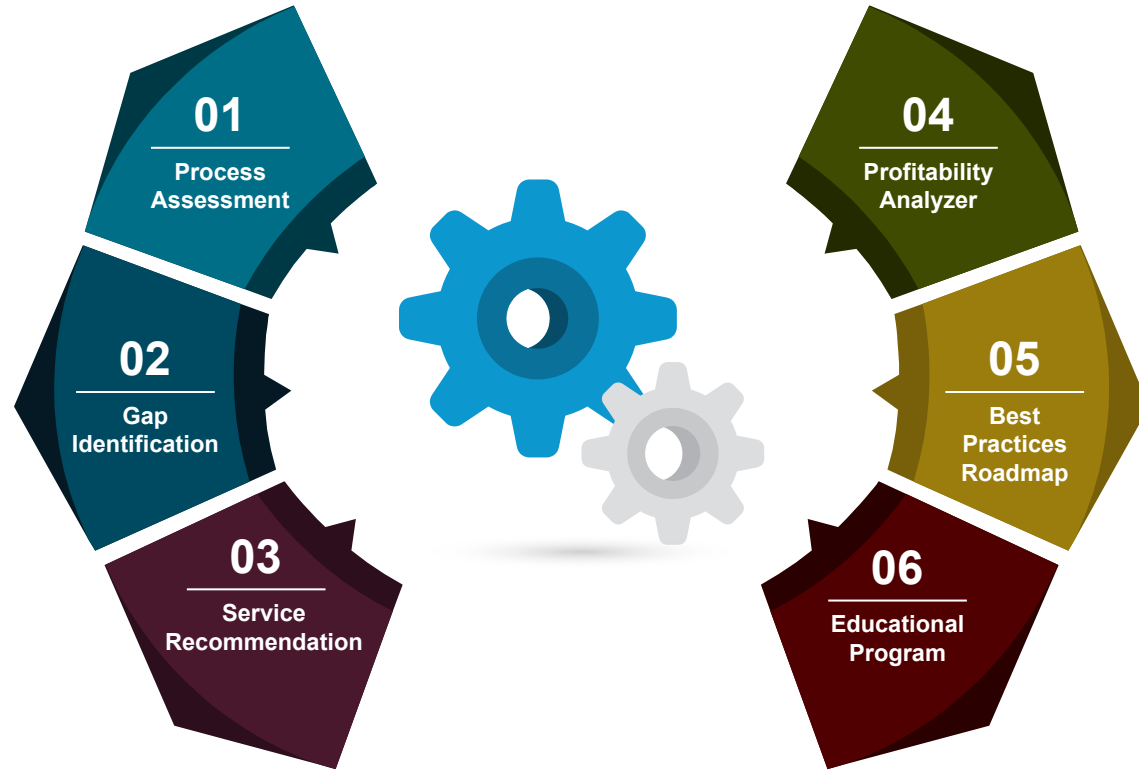 01
Process
Assessment
02
Gap
Identification
03
Service
Recommendation
04
Profitability
Analyzer
05
Best
Practices
Roadmap
06
Educational
Program